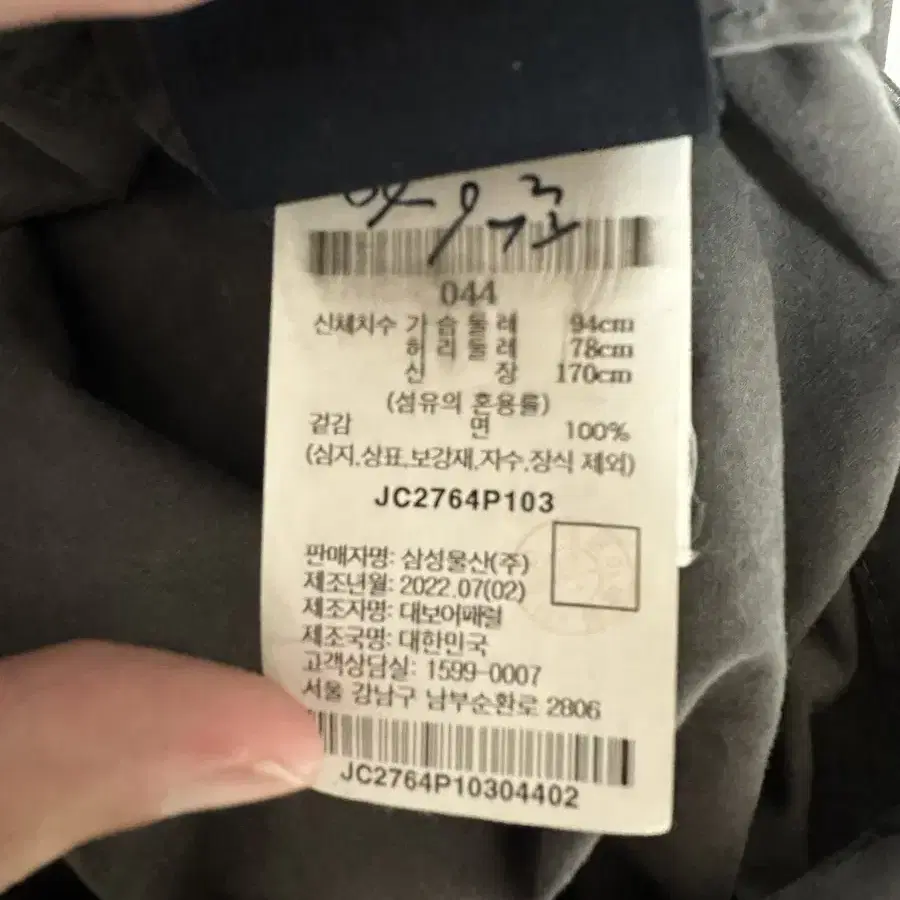 044
신체치수 가슴둘레 94cm
허리둘레 78cm
신장 170cm
(섬유의 혼용률)
겉감 면 100%
(심지,상표,보강재,자수,장식 제외)
JC2764P103
판매자명: 삼성물산(주)
제조년월: 2022.07(02)
제조자명: 대보어패럴
제조국명: 대한민국
고객상담실: 1599-0007
서울 강남구 남부순환로 2806
JC2764P10304402